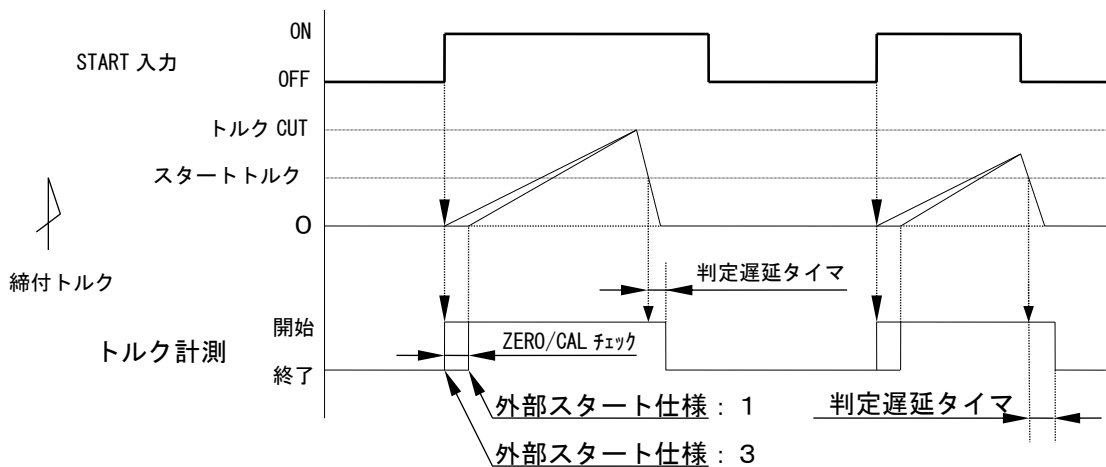 ON
START 入力
OFF
トルク CUT
スタートトルク
0
締付トルク
判定遅延タイマ
開始
トルク計測
ZERO/CAL チェック
終了
外部スタート仕様：1
判定遅延タイマ
外部スタート仕様：3